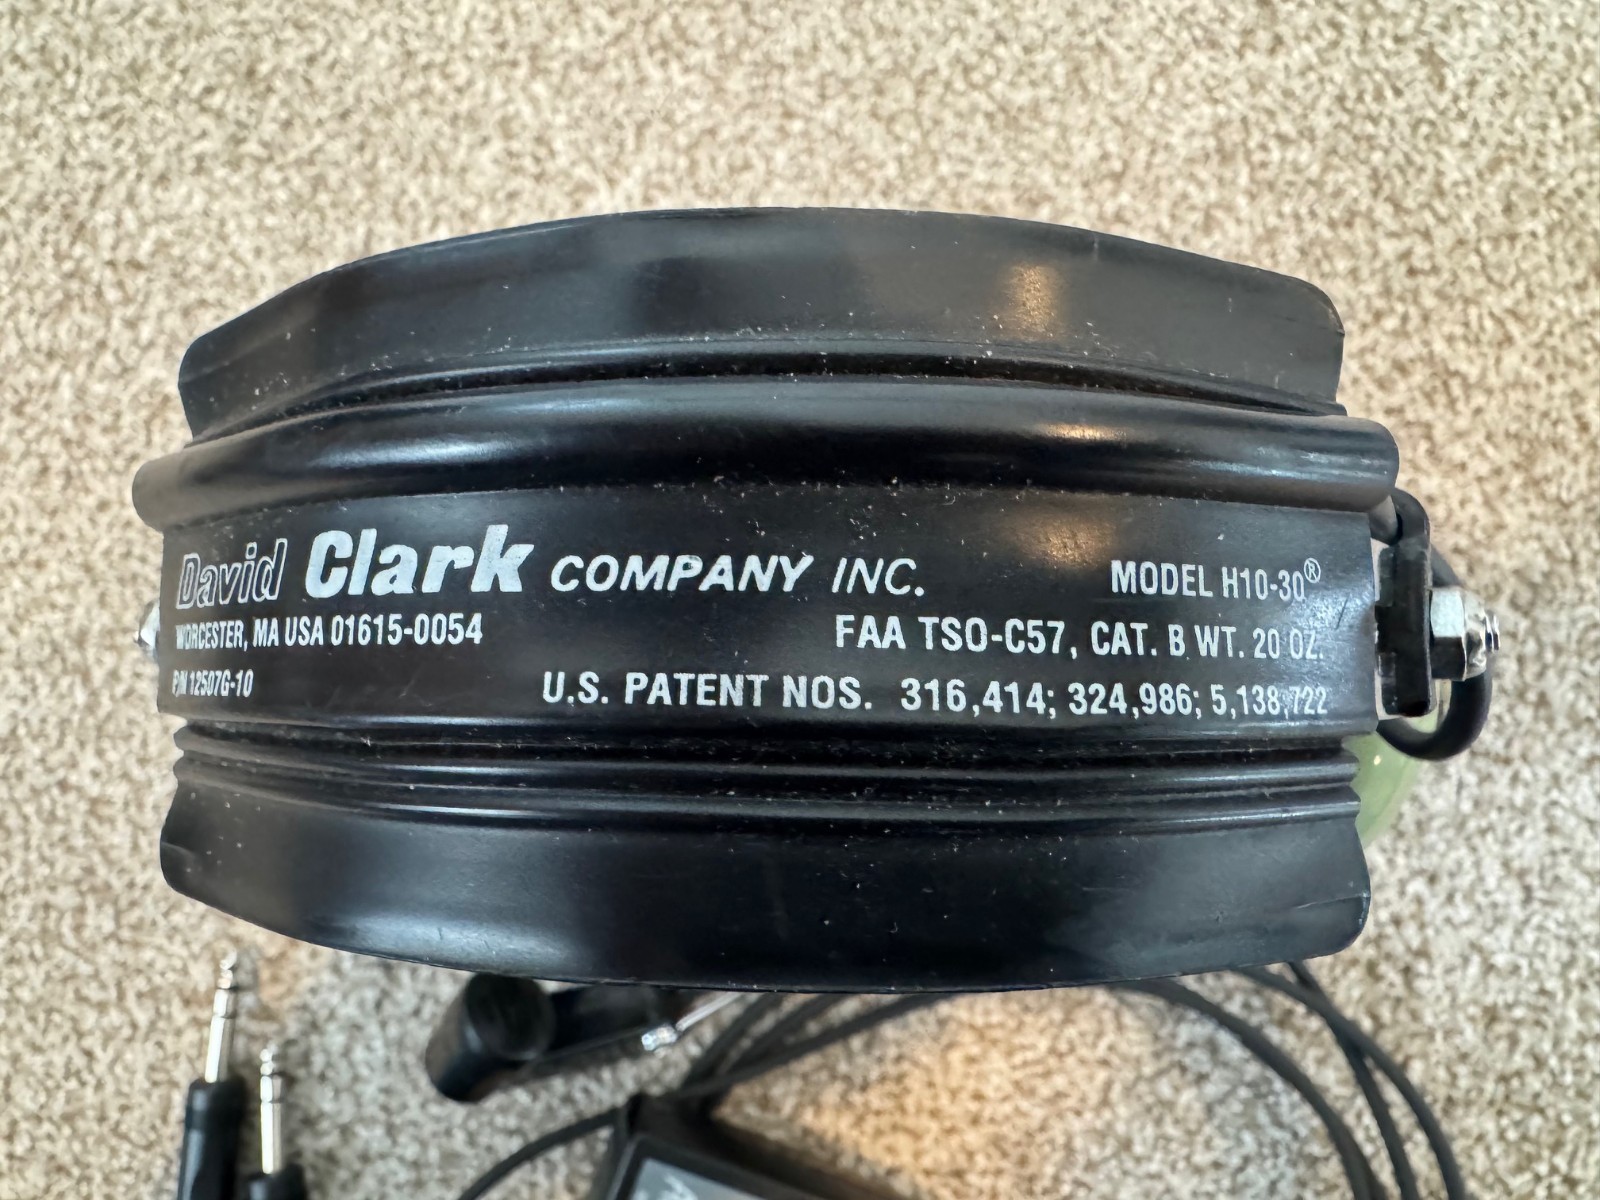 David Clark COMPANY INC. MODEL H10-30®
WORCESTER, MA USA 01615-0054 FAA TSO-C57, CAT. B WT. 20 OZ.
P/N 12507G-10 U.S. PATENT NOS. 316,414; 324,986; 5,138,722